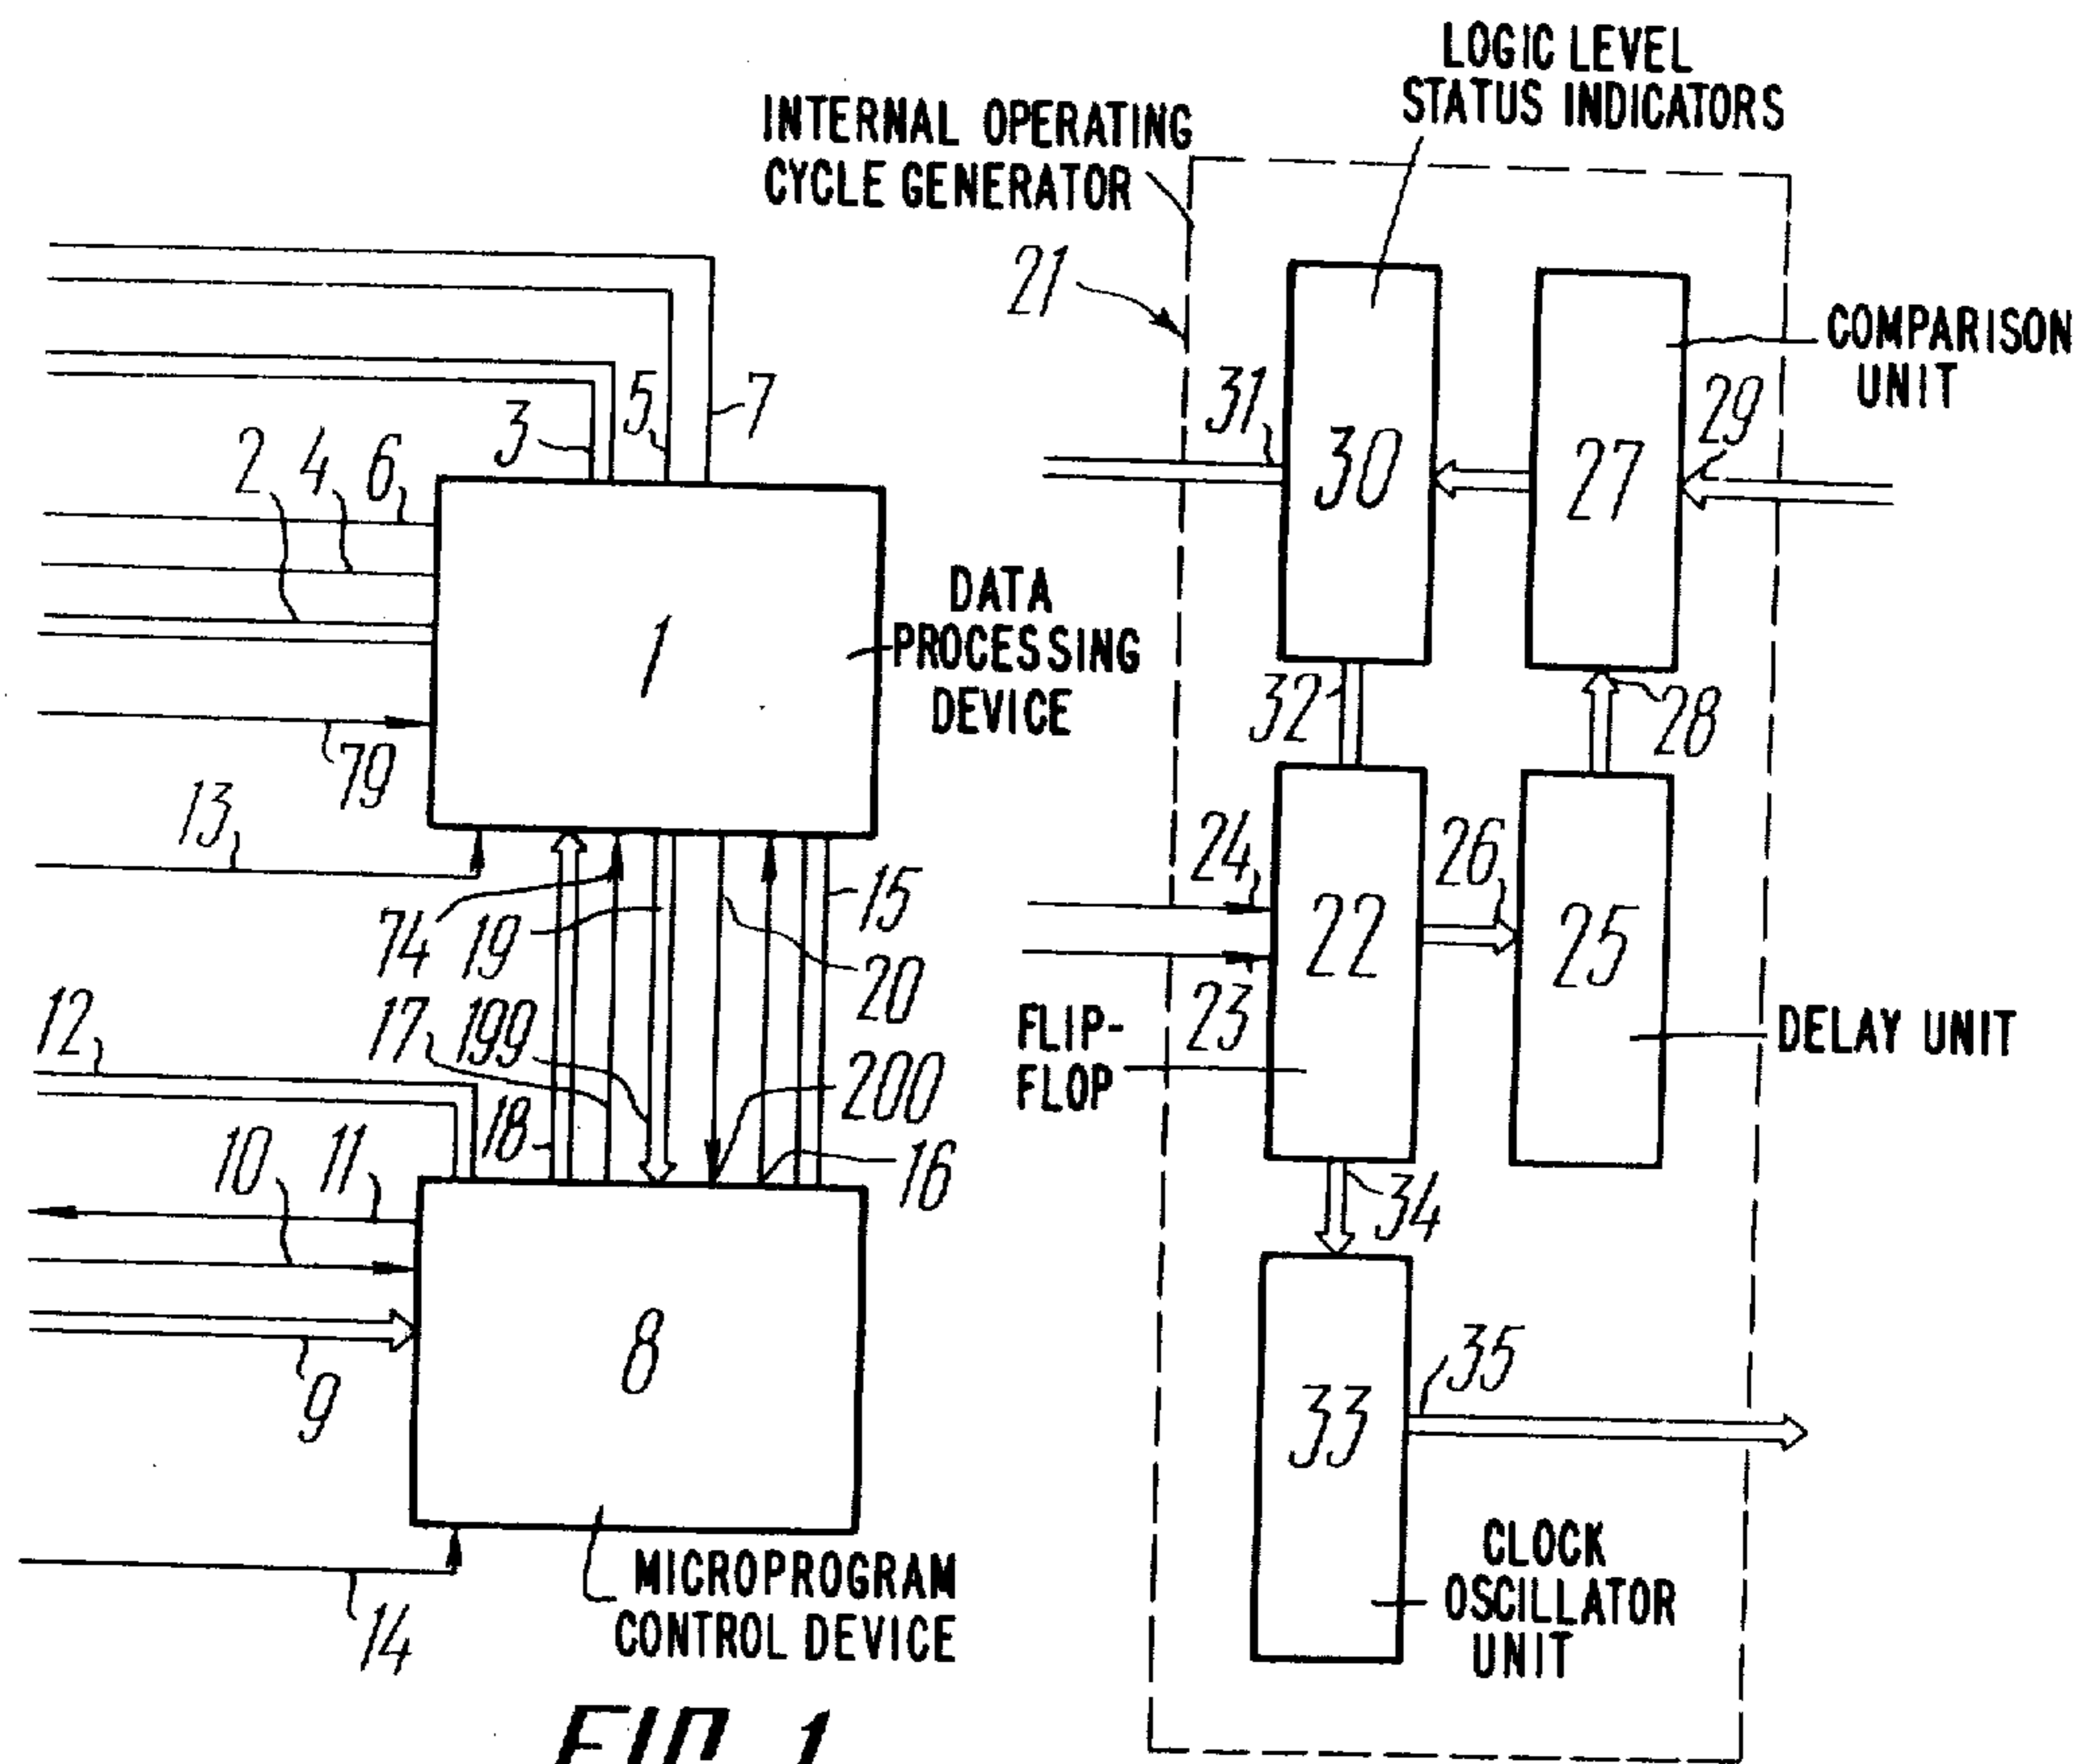 LOGIC LEVEL
STATUS INDICATORS
INTERNAL OPERATING
CYCLE GENERATOR
21
COMPARISON
UNIT
3
5
7
31
30
27
29
2
4
6
1
DATA
PROCESSING
DEVICE
32
28
79
13
24
26
15
74
19
22
25
20
23
12
17
199
FLIP-
FLOP
DELAY UNIT
200
18
10
11
16
34
8
9
33
35
CLOCK
OSCILLATOR
UNIT
MICROPROGRAM
CONTROL DEVICE
14
FIG. 1